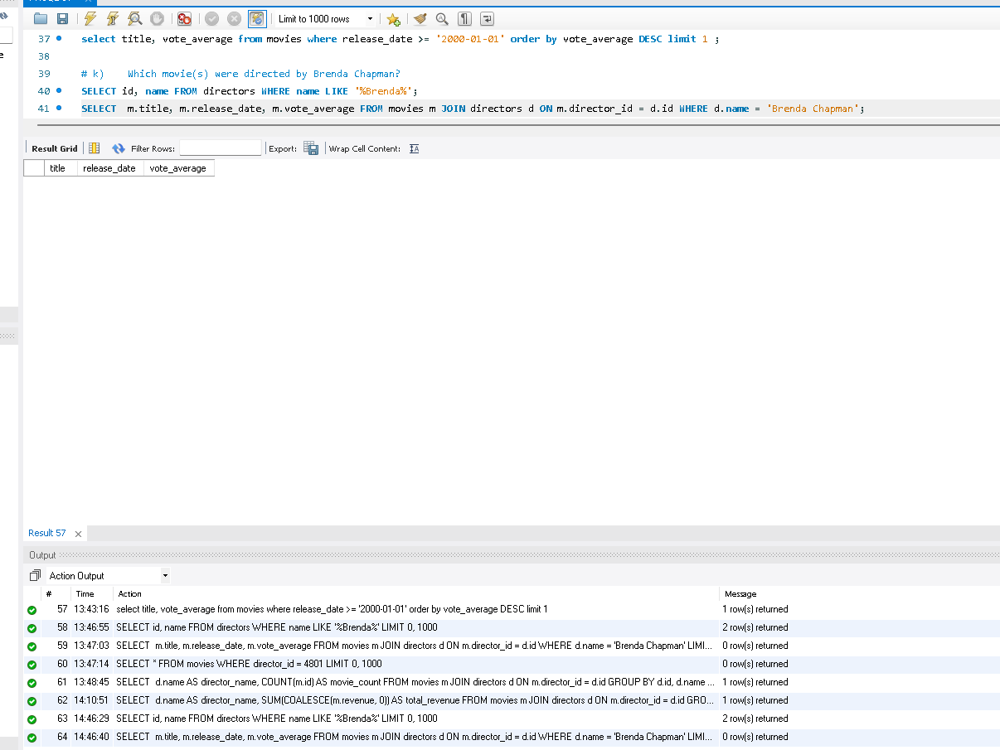 Limit to 1000 rows
37 select title, vote_average from movies where release_date >= '2000-01-01' order by vote_average DESC limit 1 ;
38
39 # k) Which movie(s) were directed by Brenda Chapman?
40 SELECT id, name FROM directors WHERE name LIKE '%Brenda%';
41 SELECT m.title, m.release_date, m.vote_average FROM movies m JOIN directors d ON m.director_id = d.id WHERE d.name = 'Brenda Chapman';
Result Grid Filter Rows: Export: Wrap Cell Content: IA
title release_date vote_average
Result 57
Output
Action Output
# Time Action Message
57 13:43:16 select title, vote_average from movies where release_date >= '2000-01-01' order by vote_average DESC limit 1 1 row(s) returned
58 13:46:55 SELECT id, name FROM directors WHERE name LIKE '%Brenda%' LIMIT 0, 1000 2 row(s) returned
59 13:47:03 SELECT m.title, m.release_date, m.vote_average FROM movies m JOIN directors d ON m.director_id = d.id WHERE d.name = 'Brenda Chapman' LIMI... 0 row(s) returned
60 13:47:14 SELECT * FROM movies WHERE director_id = 4801 LIMIT 0, 1000 0 row(s) returned
61 13:48:45 SELECT d.name AS director_name, COUNT(m.id) AS movie_count FROM movies m JOIN directors d ON m.director_id = d.id GROUP BY d.id, d.name ... 1 row(s) returned
62 14:10:51 SELECT d.name AS director_name, SUM(COALESCE(m.revenue, 0)) AS total_revenue FROM movies m JOIN directors d ON m.director_id = d.id GRO... 1 row(s) returned
63 14:46:29 SELECT id, name FROM directors WHERE name LIKE '%Brenda%' LIMIT 0, 1000 2 row(s) returned
64 14:46:40 SELECT m.title, m.release_date, m.vote_average FROM movies m JOIN directors d ON m.director_id = d.id WHERE d.name = 'Brenda Chapman' LIMI... 0 row(s) returned